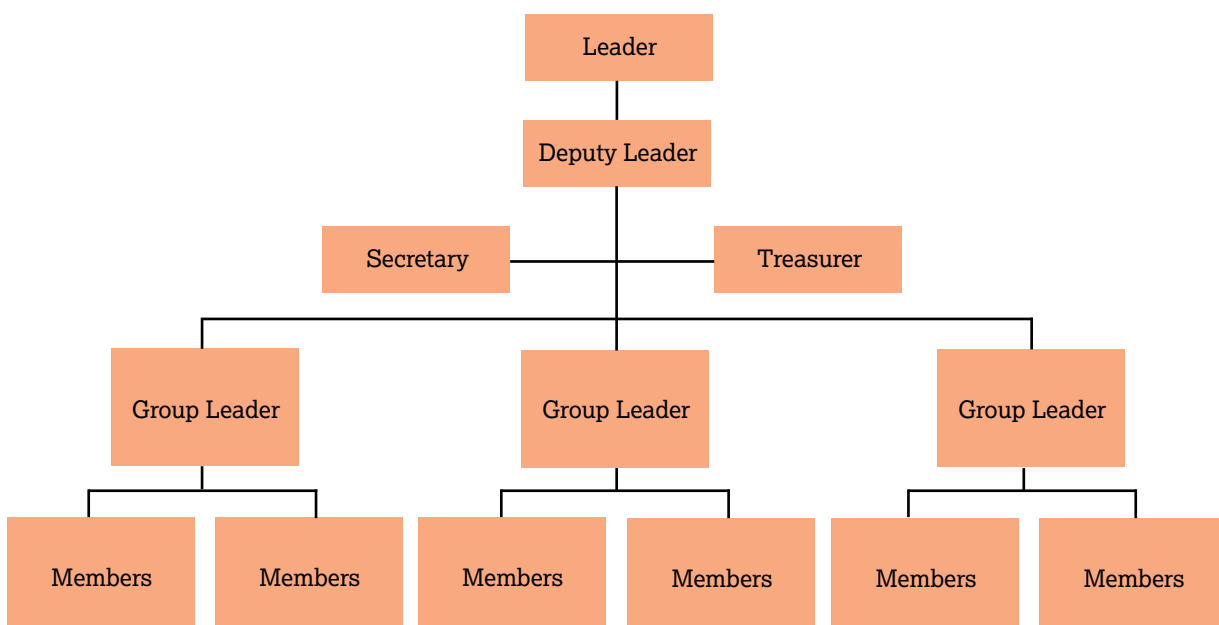 Leader
Deputy Leader
Secretary
Treasurer
Group Leader
Group Leader
Group Leader
Members
Members
Members
Members
Members
Members